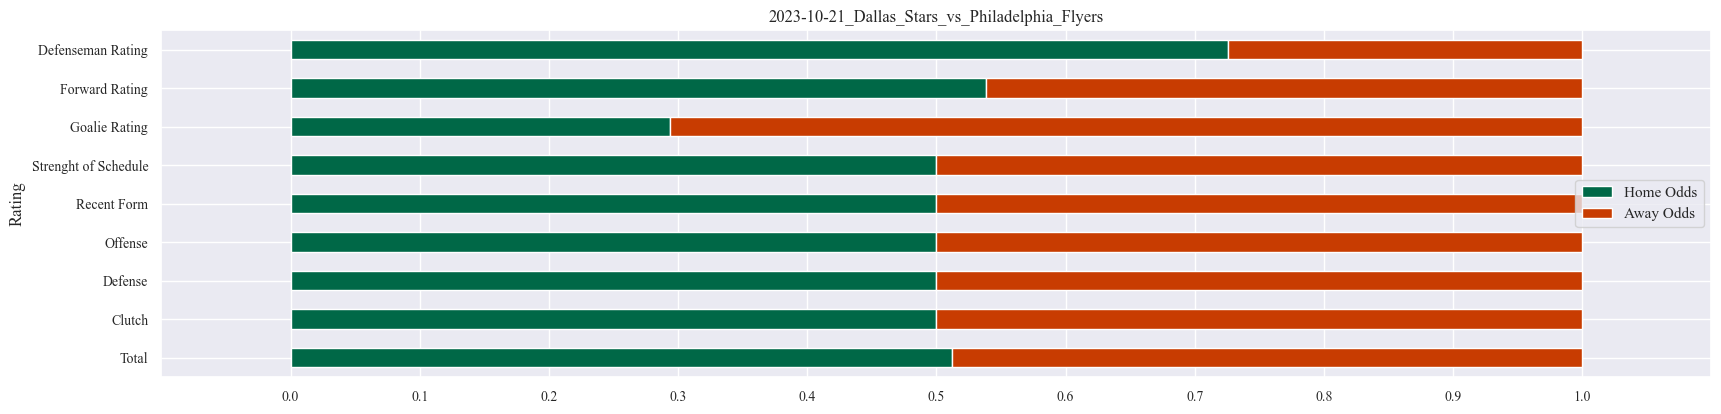 2023-10-21_Dallas_Stars_vs_Philadelphia_Flyers
Rating
Defenseman Rating
Forward Rating
Goalie Rating
Strenght of Schedule
Recent Form
Offense
Defense
Clutch
Total
Home Odds
Away Odds
0.0 0.1 0.2 0.3 0.4 0.5 0.6 0.7 0.8 0.9 1.0